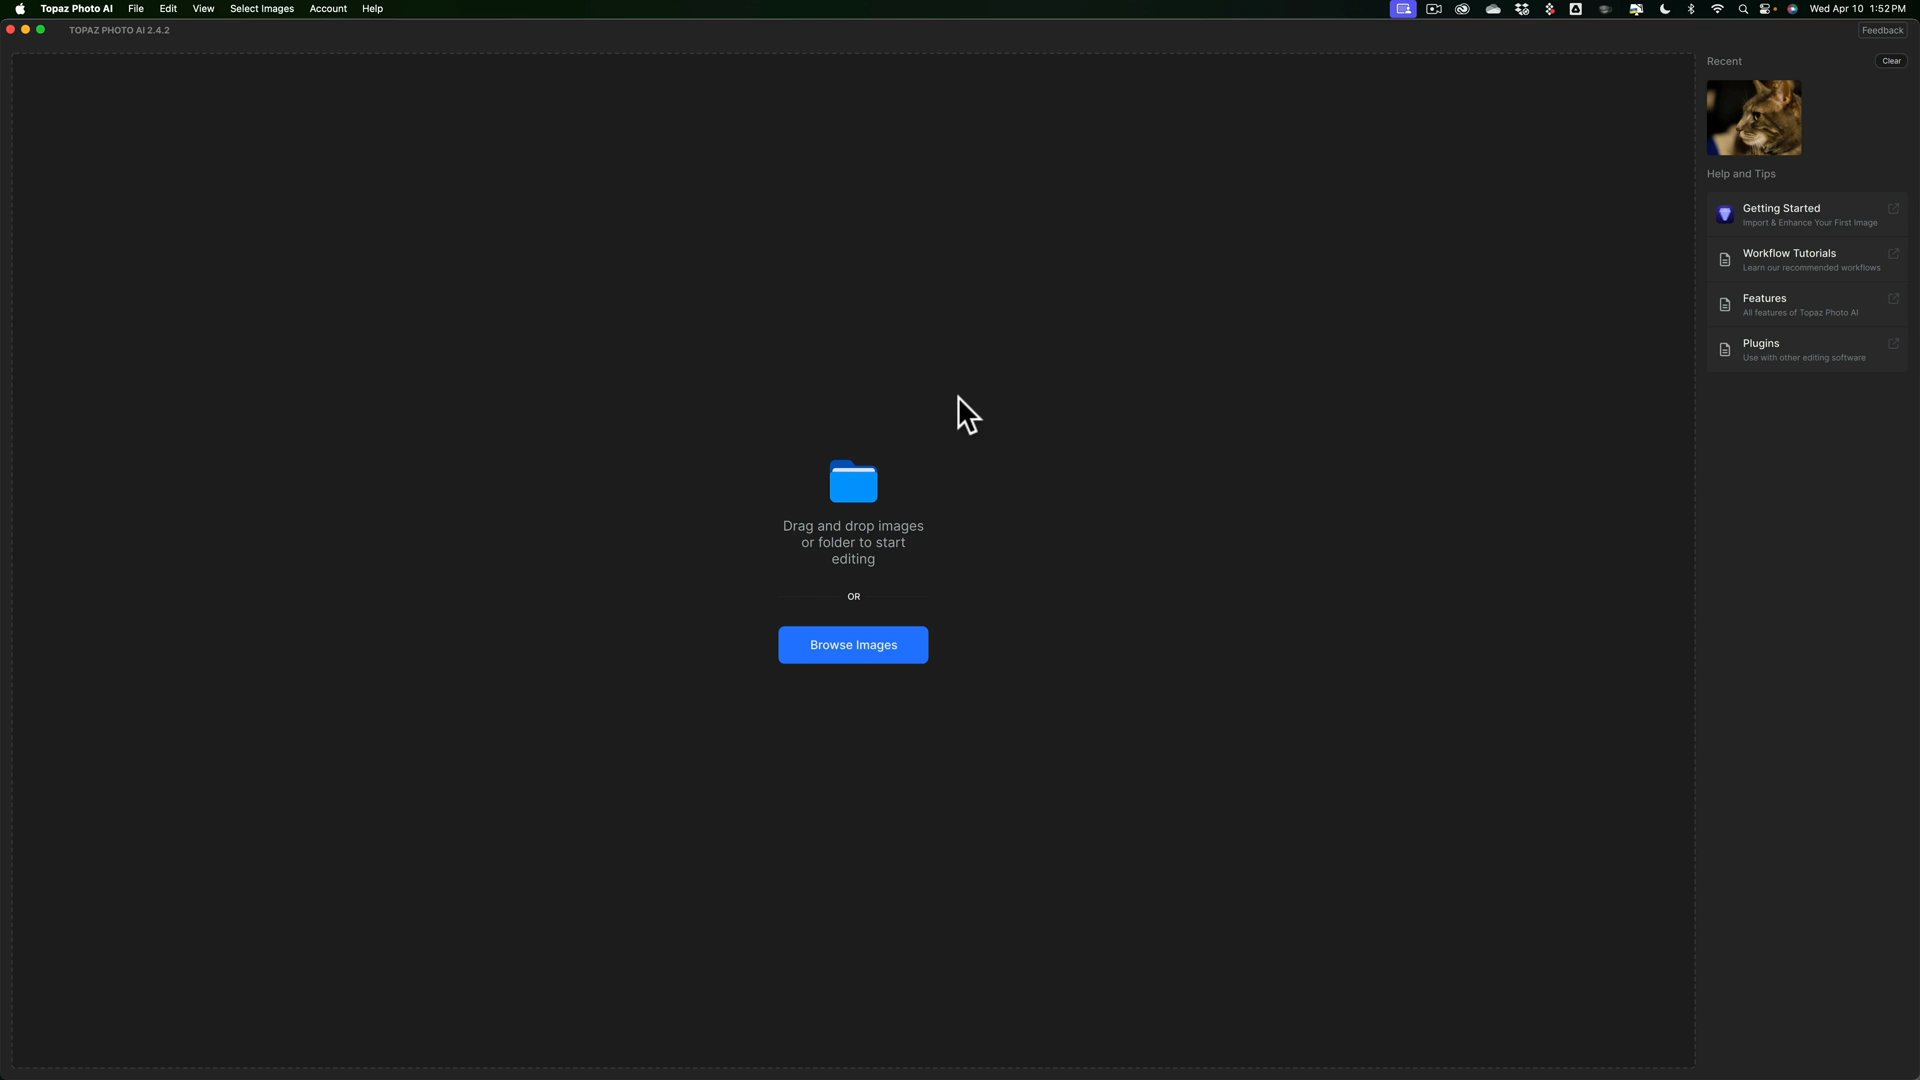 Topaz Photo AI File Edit View Select Images Account Help Wed Apr 10 1:52 PM
TOPAZ PHOTO AI 2.4.2
Feedback
Recent
Clear
Help and Tips
Getting Started
Import & Enhance Your First Image
Workflow Tutorials
Learn our recommended workflows
Features
All features of Topaz Photo AI
Plugins
Use with other editing software
Drag and drop images
or folder to start
editing
OR
Browse Images